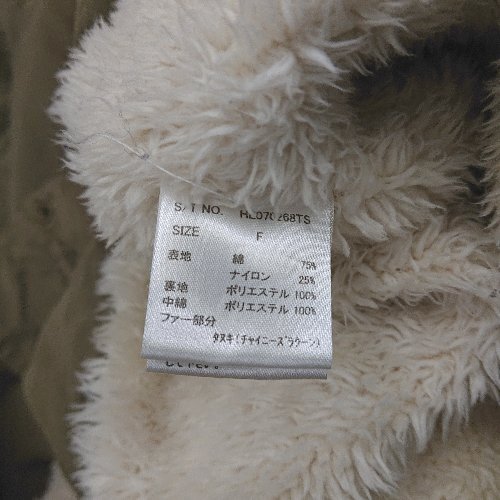 S/T NO. RL070268TS
SIZE F
表地 綿 75%
ナイロン 25%
裏地 ポリエステル 100%
中綿 ポリエステル 100%
ファー部分
タヌキ(チャイニーズラクーン)